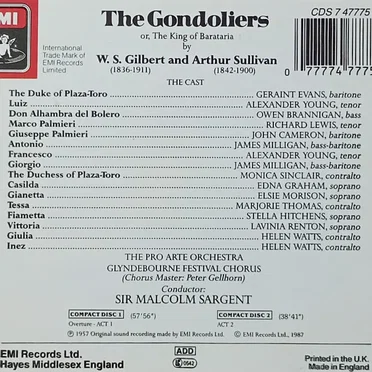 The Gondoliers
CDS 7 47775
EMI
or, The King of Barataria
by
International
Trade Mark of
EMI Records
Limited
W. S. Gilbert and Arthur Sullivan
(1836-1911) (1842-1900)
0 77774 777
THE CAST
The Duke of Plaza-Toro GERAINT EVANS, baritone
Luiz ALEXANDER YOUNG, tenor
Don Alhambra del Bolero OWEN BRANNIGAN, bass
Marco Palmieri RICHARD LEWIS, tenor
Giuseppe Palmieri JOHN CAMERON, baritone
Antonio JAMES MILLIGAN, bass-baritone
Francesco ALEXANDER YOUNG, tenor
Giorgio JAMES MILLIGAN, bass-baritone
The Duchess of Plaza-Toro MONICA SINCLAIR, contralto
Casilda EDNA GRAHAM, soprano
Gianetta ELSIE MORISON, soprano
Tessa MARJORIE THOMAS, contralto
Fiametta STELLA HITCHENS, soprano
Vittoria LAVINIA RENTON, soprano
Giulia HELEN WATTS, contralto
Inez HELEN WATTS, contralto
THE PRO ARTE ORCHESTRA
GLYNDEBOURNE FESTIVAL CHORUS
(Chorus Master: Peter Gellhorn)
Conductor:
SIR MALCOLM SARGENT
COMPACT DISC 1 (57'56") COMPACT DISC 2 (38'41")
Overture - ACT 1 ACT 2
℗ 1957 Original sound recording made by EMI Records Ltd. © EMI Records Ltd., 1987
EMI Records Ltd.
Hayes Middlesex England
ADD
Printed in the U.K.
Made in England